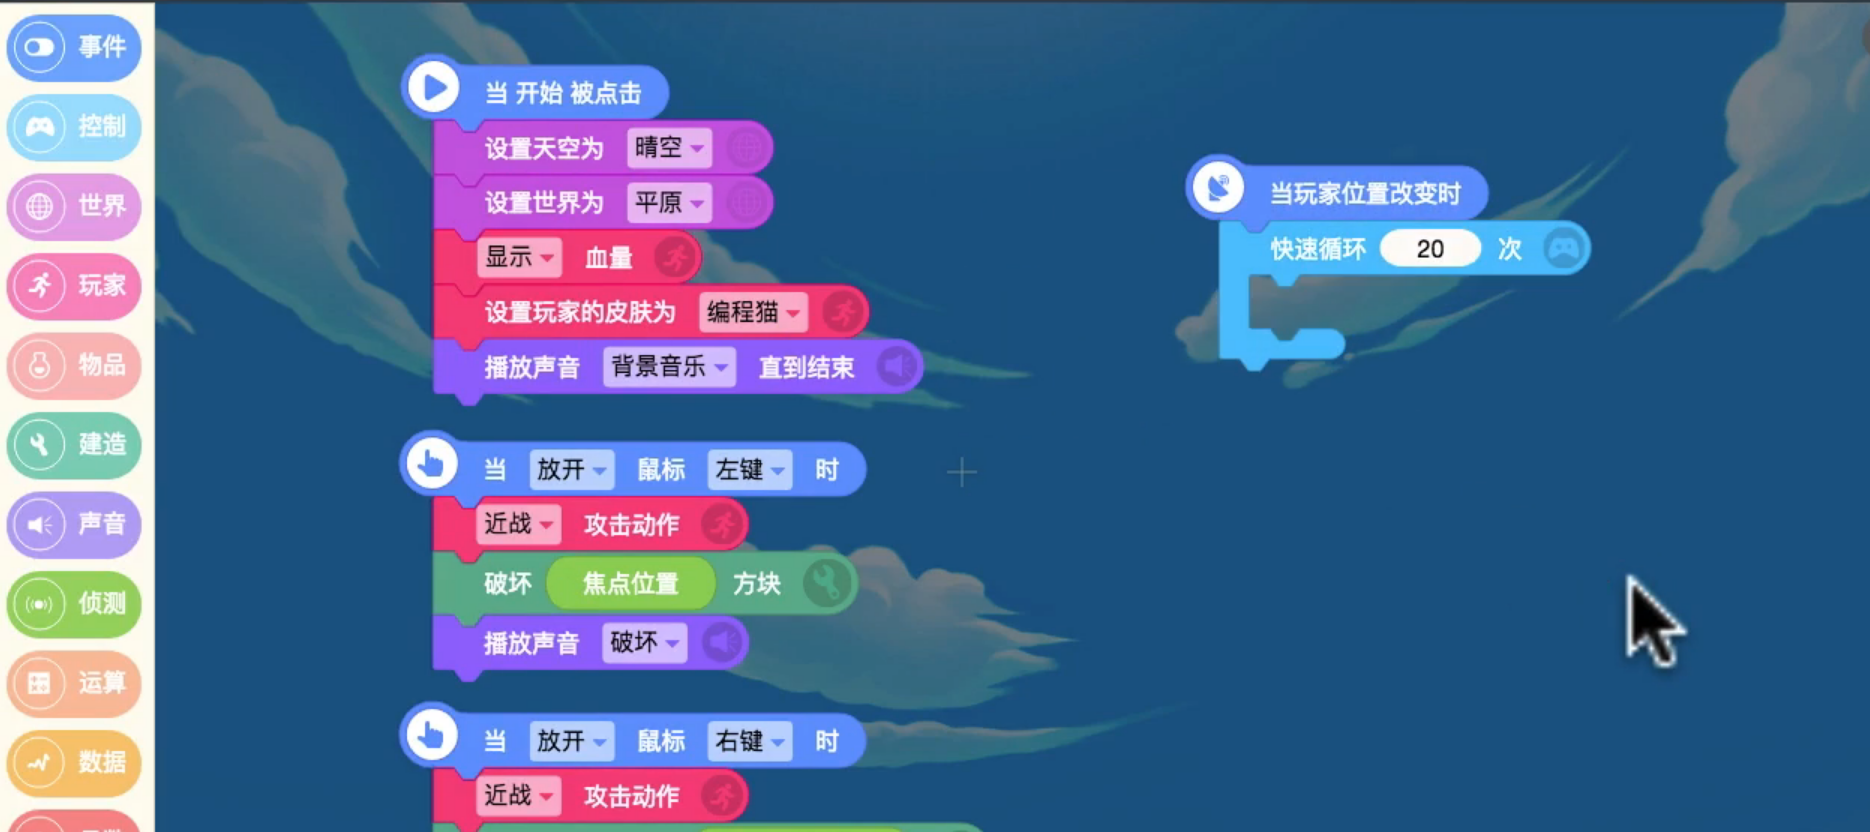 事件
控制
世界
玩家
物品
建造
声音
侦测
运算
数据
当 开始 被点击
设置天空为 晴空
设置世界为 平原
显示 血量
设置玩家的皮肤为 编程猫
播放声音 背景音乐 直到结束
当 放开 鼠标 左键 时
近战 攻击动作
破坏 焦点位置 方块
播放声音 破坏
当 放开 鼠标 右键 时
近战 攻击动作
当玩家位置改变时
快速循环 20 次